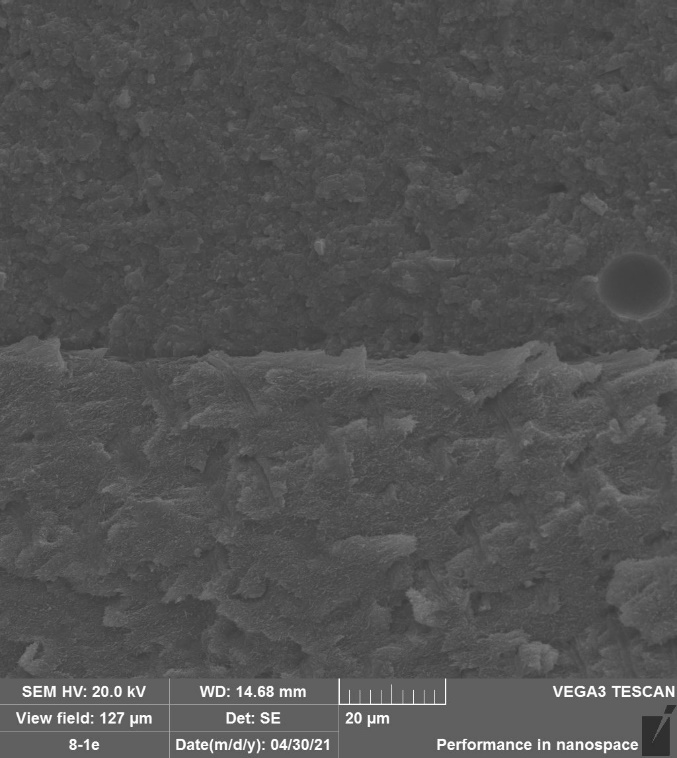 SEM HV: 20.0 kV
WD: 14.68 mm
VEGA3 TESCAN
View field: 127 µm
Det: SE
20 µm
8-1e
Date(m/d/y): 04/30/21
Performance in nanospace